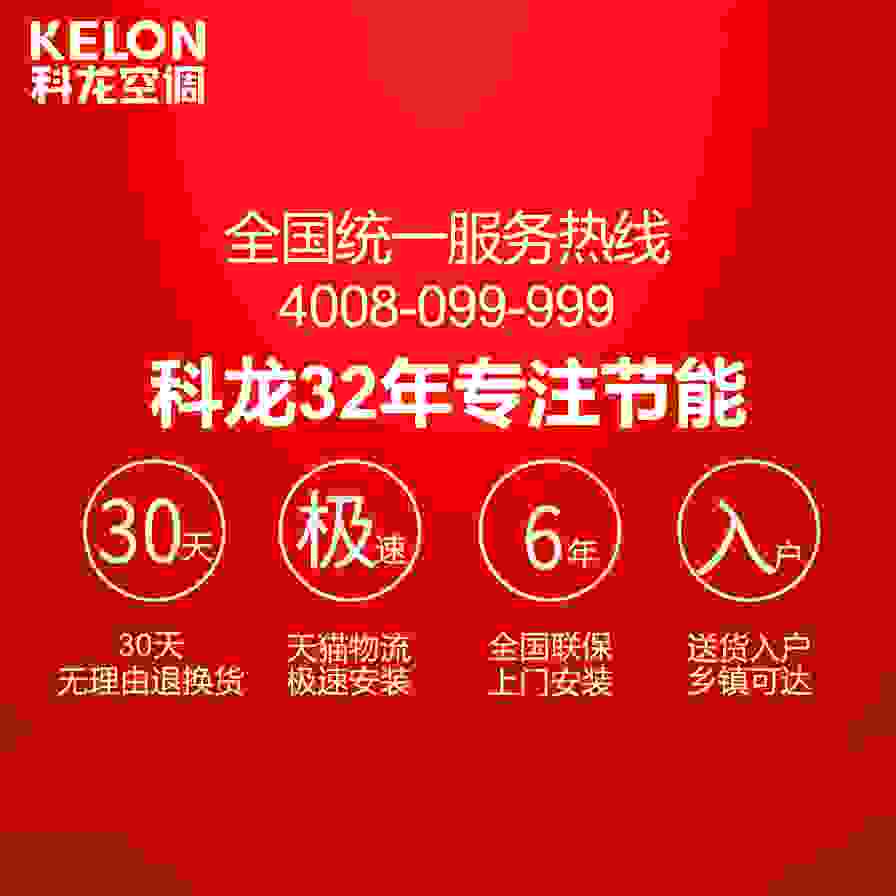 KELON
科龙空调
全国统一服务热线
4008-099-999
科龙32年专注节能
30天
极速
6年
入户
30天
无理由退换货
天猫物流
极速安装
全国联保
上门安装
送货入户
乡镇可达